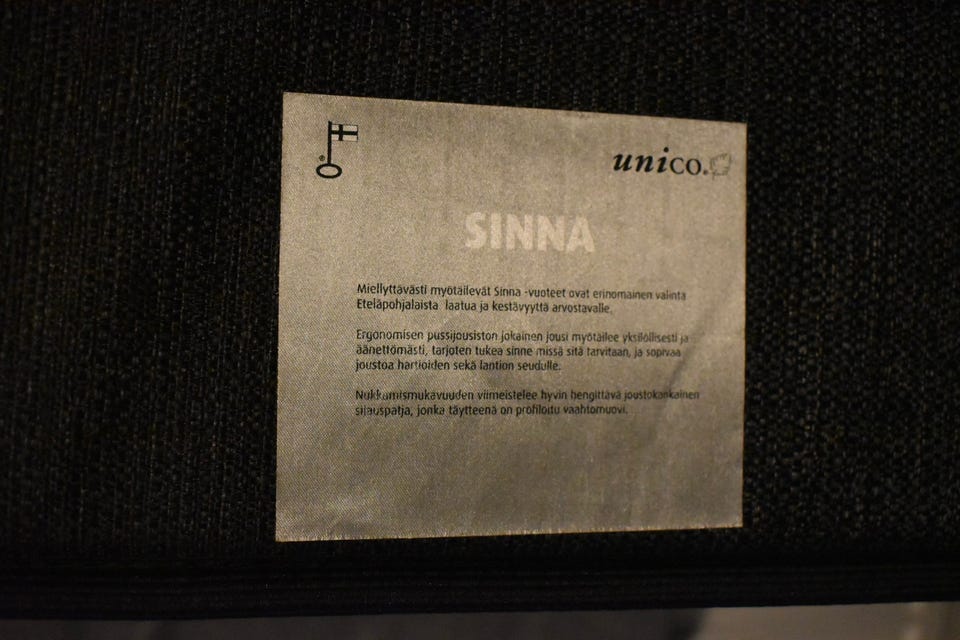 unico.
SINNA
Miellyttävästi myötäilevät Sinna -vuoteet ovat erinomainen valinta
Eteläpohjalaista laatua ja kestävyyttä arvostavalle.
Ergonomisen pussijousiston jokainen jousi myötäilee yksilöllisesti ja
äänettömästi, tarjoten tukea sinne missä sitä tarvitaan, ja sopivaa
joustoa hartioiden sekä lantion seudulle.
Nukkumismukavuuden viimeistelee hyvin hengittävä joustokankainen
sijauspatja, jonka täytteenä on profiloitu vaahtomuovi.